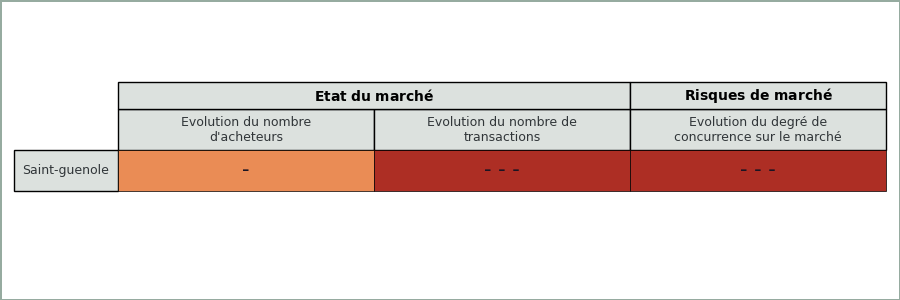 Etat du marché
Risques de marché
Evolution du nombre
d'acheteurs
Evolution du nombre de
transactions
Evolution du degré de
concurrence sur le marché
Saint-guenole
–
– – –
– – –